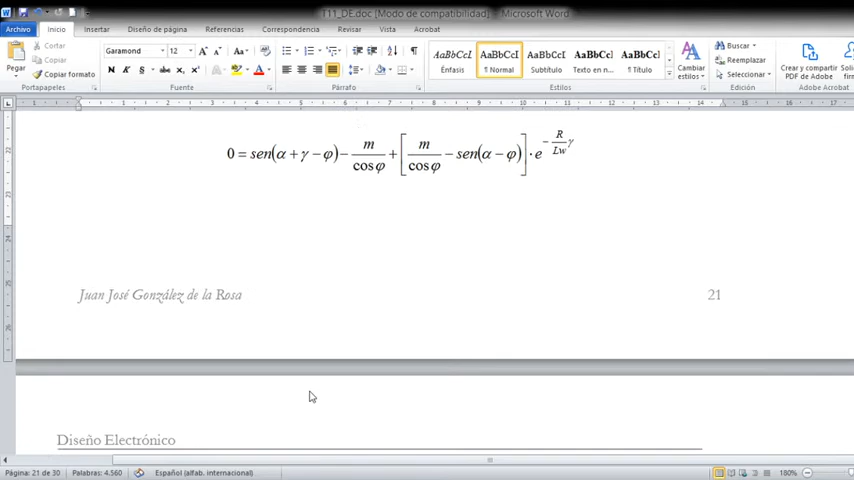 T11_DE.doc [Modo de compatibilidad] - Microsoft Word
Archivo Inicio Insertar Diseño de página Referencias Correspondencia Revisar Vista Acrobat
Pegar
Cortar
Copiar
Copiar formato
Portapapeles
Garamond 12
Fuente
Párrafo
AaBbCcI AaBbCcI AaBbCcI AaBbCcI AaBbCcI
Énfasis ¶ Normal Subtítulo Texto en n... ¶ Título
Cambiar estilos
Estilos
Buscar
Reemplazar
Seleccionar
Edición
Crear y compartir PDF de Adobe
Adobe Acrobat
0 = sen(α + γ − φ) − m/cos φ + [m/cos φ − sen(α − φ)] · e^(−(R/Lw)γ)
Juan José González de la Rosa 21
Diseño Electrónico
Página: 21 de 30 Palabras: 4.560 Español (alfab. internacional) 180%